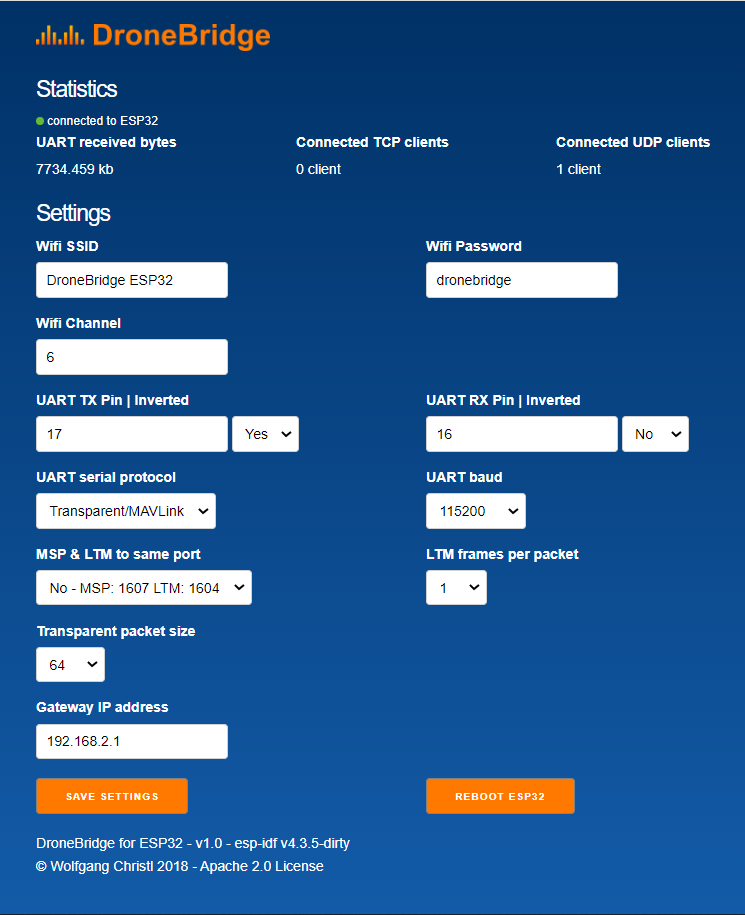 DroneBridge
Statistics
connected to ESP32
UART received bytes Connected TCP clients Connected UDP clients
7734.459 kb 0 client 1 client
Settings
Wifi SSID Wifi Password
DroneBridge ESP32 dronebridge
Wifi Channel
6
UART TX Pin | Inverted UART RX Pin | Inverted
17 Yes 16 No
UART serial protocol UART baud
Transparent/MAVLink 115200
MSP & LTM to same port LTM frames per packet
No - MSP: 1607 LTM: 1604 1
Transparent packet size
64
Gateway IP address
192.168.2.1
SAVE SETTINGS REBOOT ESP32
DroneBridge for ESP32 - v1.0 - esp-idf v4.3.5-dirty
© Wolfgang Christl 2018 - Apache 2.0 License